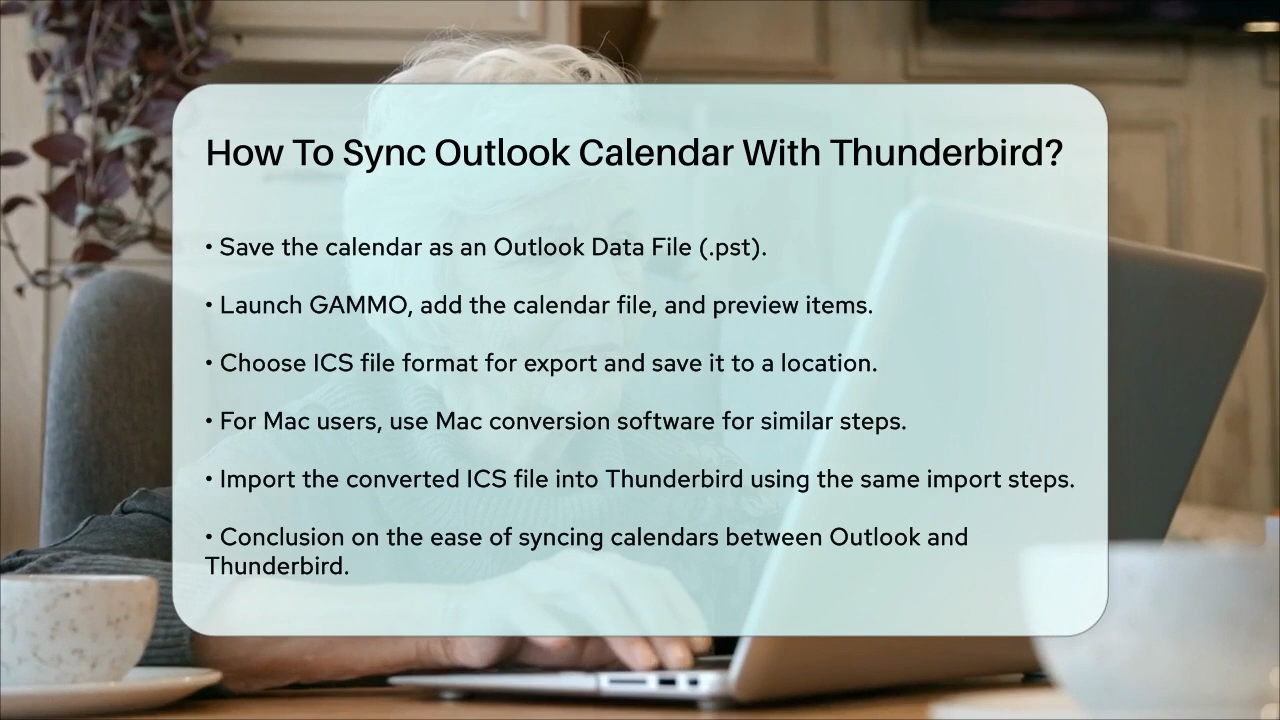 How To Sync Outlook Calendar With Thunderbird?
• Save the calendar as an Outlook Data File (.pst).
• Launch GAMMO, add the calendar file, and preview items.
• Choose ICS file format for export and save it to a location.
• For Mac users, use Mac conversion software for similar steps.
• Import the converted ICS file into Thunderbird using the same import steps.
• Conclusion on the ease of syncing calendars between Outlook and
Thunderbird.